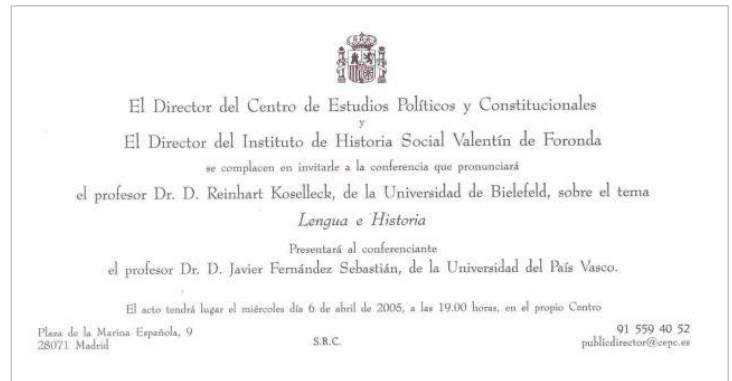 El Director del Centro de Estudios Políticos y Constitucionales
y
El Director del Instituto de Historia Social Valentín de Foronda
se complacen en invitarle a la conferencia que pronunciará
el profesor Dr. D. Reinhart Koselleck, de la Universidad de Bielefeld, sobre el tema
Lengua e Historia
Presentará al conferenciante
el profesor Dr. D. Javier Fernández Sebastián, de la Universidad del País Vasco.
El acto tendrá lugar el miércoles día 6 de abril de 2005, a las 19.00 horas, en el propio Centro
Plaza de la Marina Española, 9
28071 Madrid
S.R.C.
91 559 40 52
publicdirector@cepc.es